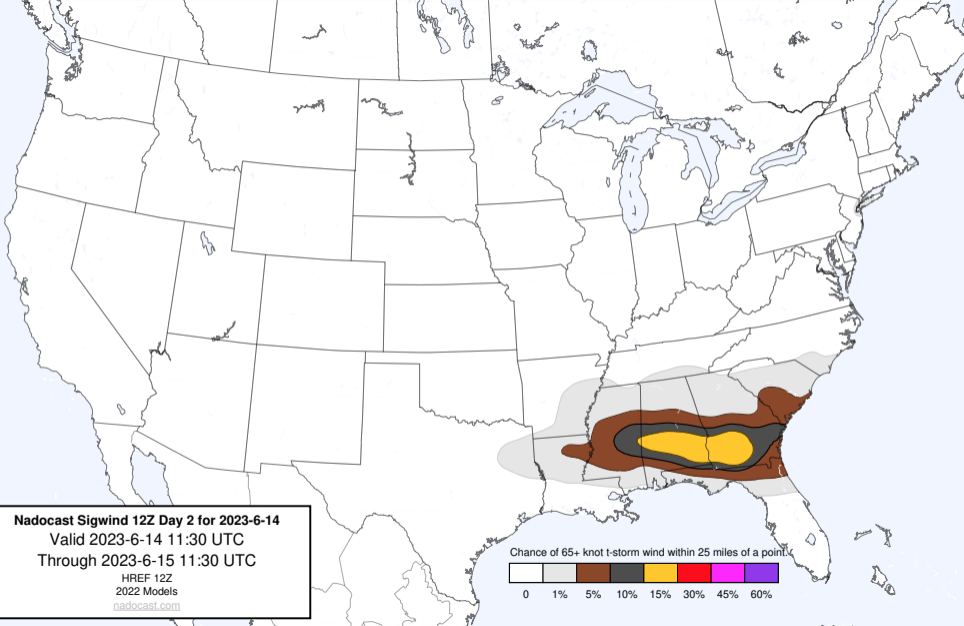 Nadocast Sigwind 12Z Day 2 for 2023-6-14
Valid 2023-6-14 11:30 UTC
Through 2023-6-15 11:30 UTC
HREF 12Z
2022 Models
nadocast.com
Chance of 65+ knot t-storm wind within 25 miles of a point.
0 1% 5% 10% 15% 30% 45% 60%